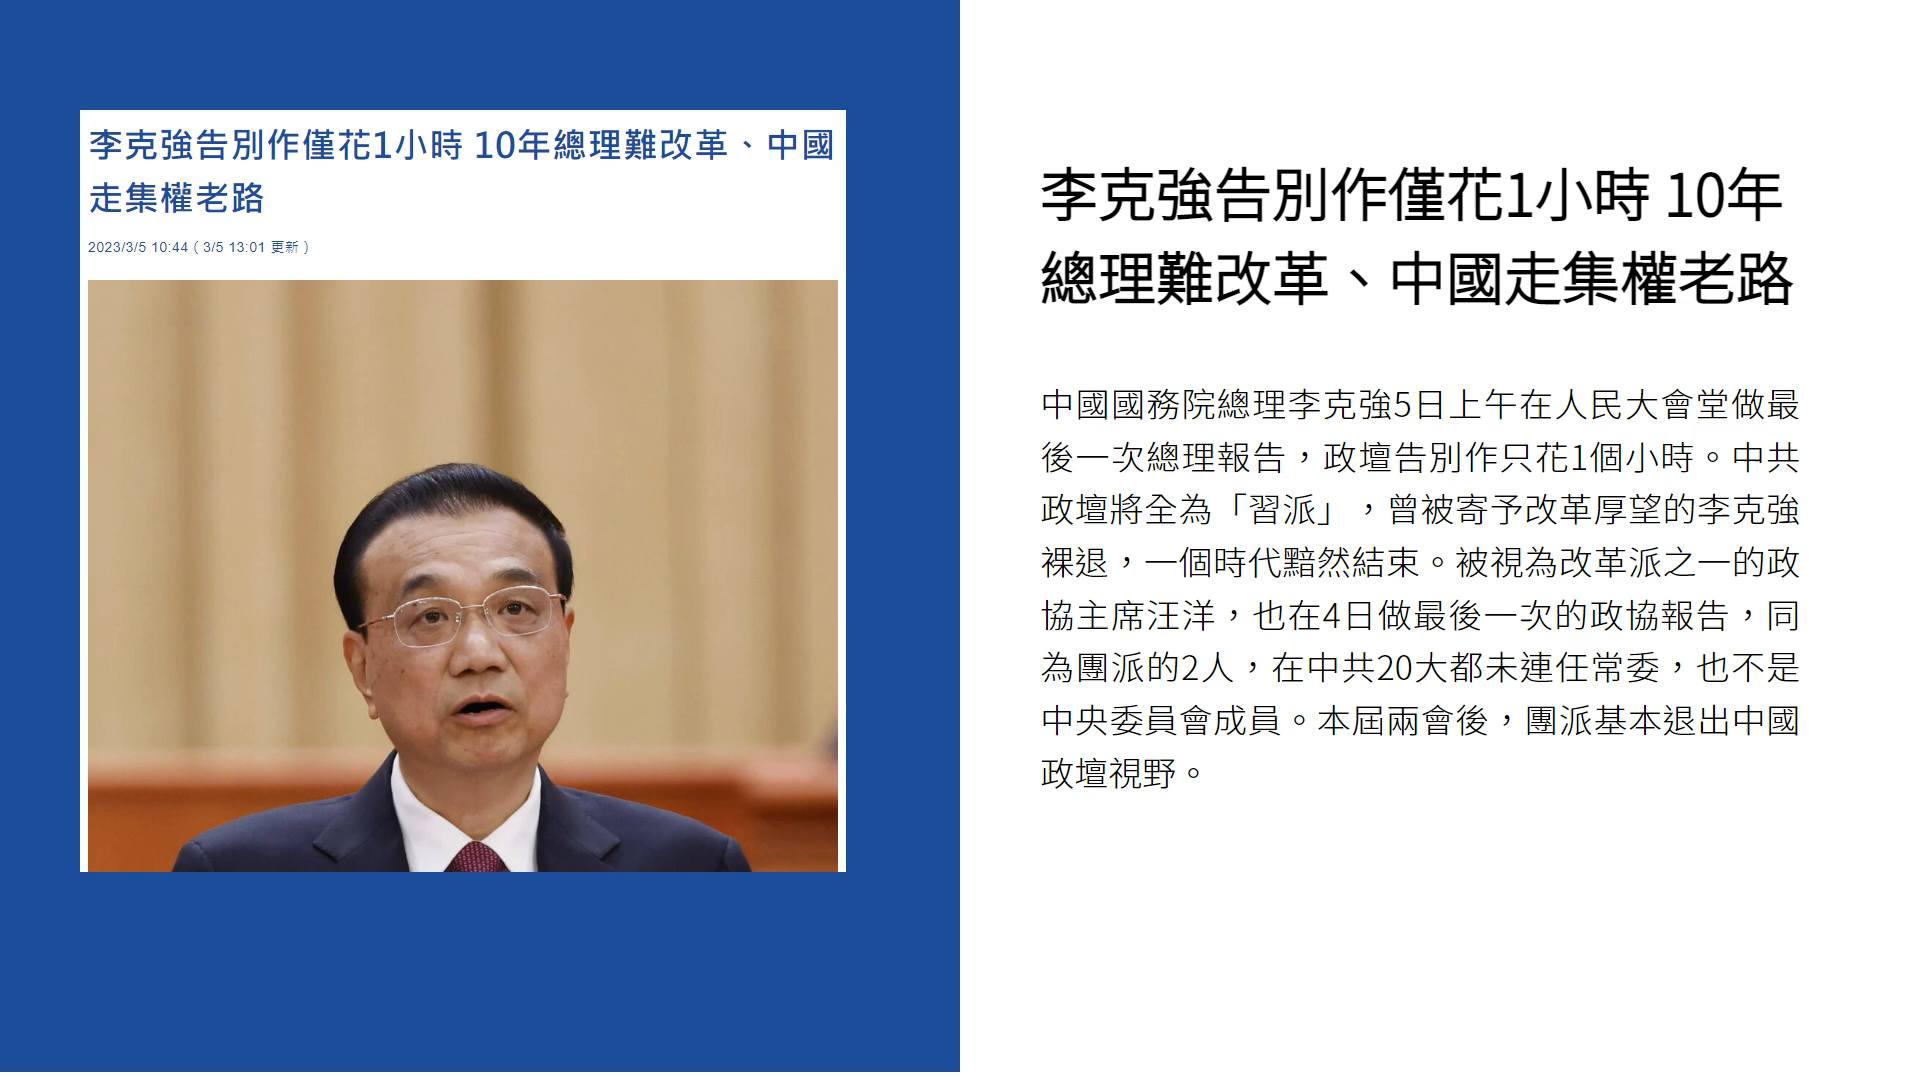 李克強告別作僅花1小時 10年總理難改革、中國
走集權老路
2023/3/5 10:44（3/5 13:01 更新）
李克強告別作僅花1小時 10年
總理難改革、中國走集權老路
中國國務院總理李克強5日上午在人民大會堂做最
後一次總理報告，政壇告別作只花1個小時。中共
政壇將全為「習派」，曾被寄予改革厚望的李克強
裸退，一個時代黯然結束。被視為改革派之一的政
協主席汪洋，也在4日做最後一次的政協報告，同
為團派的2人，在中共20大都未連任常委，也不是
中央委員會成員。本屆兩會後，團派基本退出中國
政壇視野。